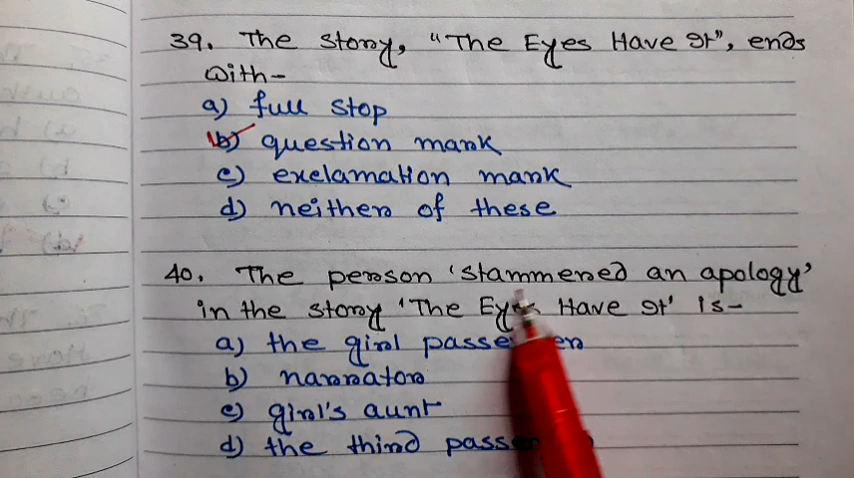 39. The story, "The Eyes Have It", ends
with-
a) full stop
b) question mark
c) exclamation mark
d) neither of these
40. The person 'stammered an apology'
in the story 'The Eyes Have It' is-
a) the girl
b) narrator
c) girl's aunt
d) the third